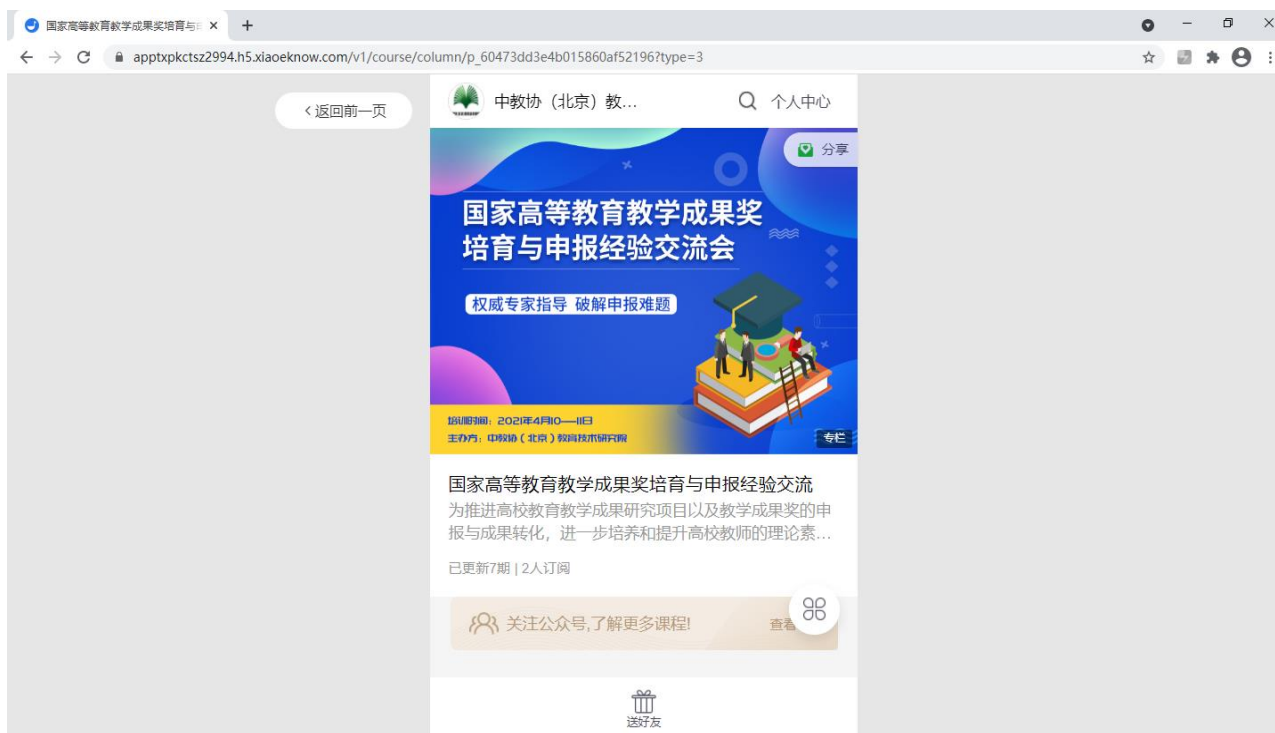 国家高等教育教学成果奖培育与
apptxpkctsz2994.h5.xiaoeknow.com/v1/course/column/p_60473dd3e4b015860af52196?type=3
返回前一页
中教协（北京）教...
个人中心
分享
国家高等教育教学成果奖
培育与申报经验交流会
权威专家指导 破解申报难题
培训时间：2021年4月10——11日
主办方：中教协（北京）教育技术研究院
专栏
国家高等教育教学成果奖培育与申报经验交流
为推进高校教育教学成果研究项目以及教学成果奖的申
报与成果转化，进一步培养和提升高校教师的理论素...
已更新7期 | 2人订阅
关注公众号,了解更多课程!
查看
送好友